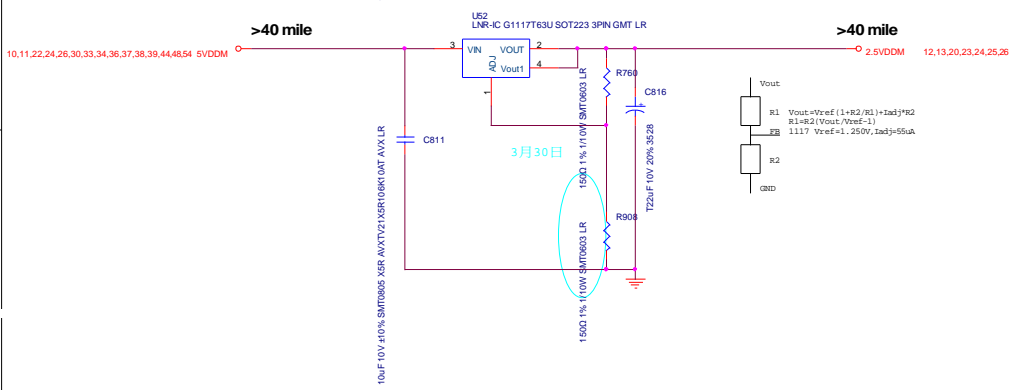 U52
LNR-IC G1117T63U SOT223 3PIN GMT LR
>40 mile
>40 mile
10,11,22,24,26,30,33,34,36,37,38,39,44,48,54 5VDDM
3
VIN
VOUT
2
ADJ
Vout1
4
1
2.5VDDM
12,13,20,23,24,25,26
R760
C816
C811
150Ω 1% 1/10W SMT0603 LR
T22uF 10V 20% 3528
10uF 10V ±10% SMT0805 X5R AVXTV21X5R106K10AT AVX LR
3月30日
R908
150Ω 1% 1/10W SMT0603 LR
Vout
R1
Vout=Vref(1+R2/R1)+Iadj*R2
R1=R2(Vout/Vref-1)
FB
1117 Vref=1.250V,Iadj=55uA
R2
GND